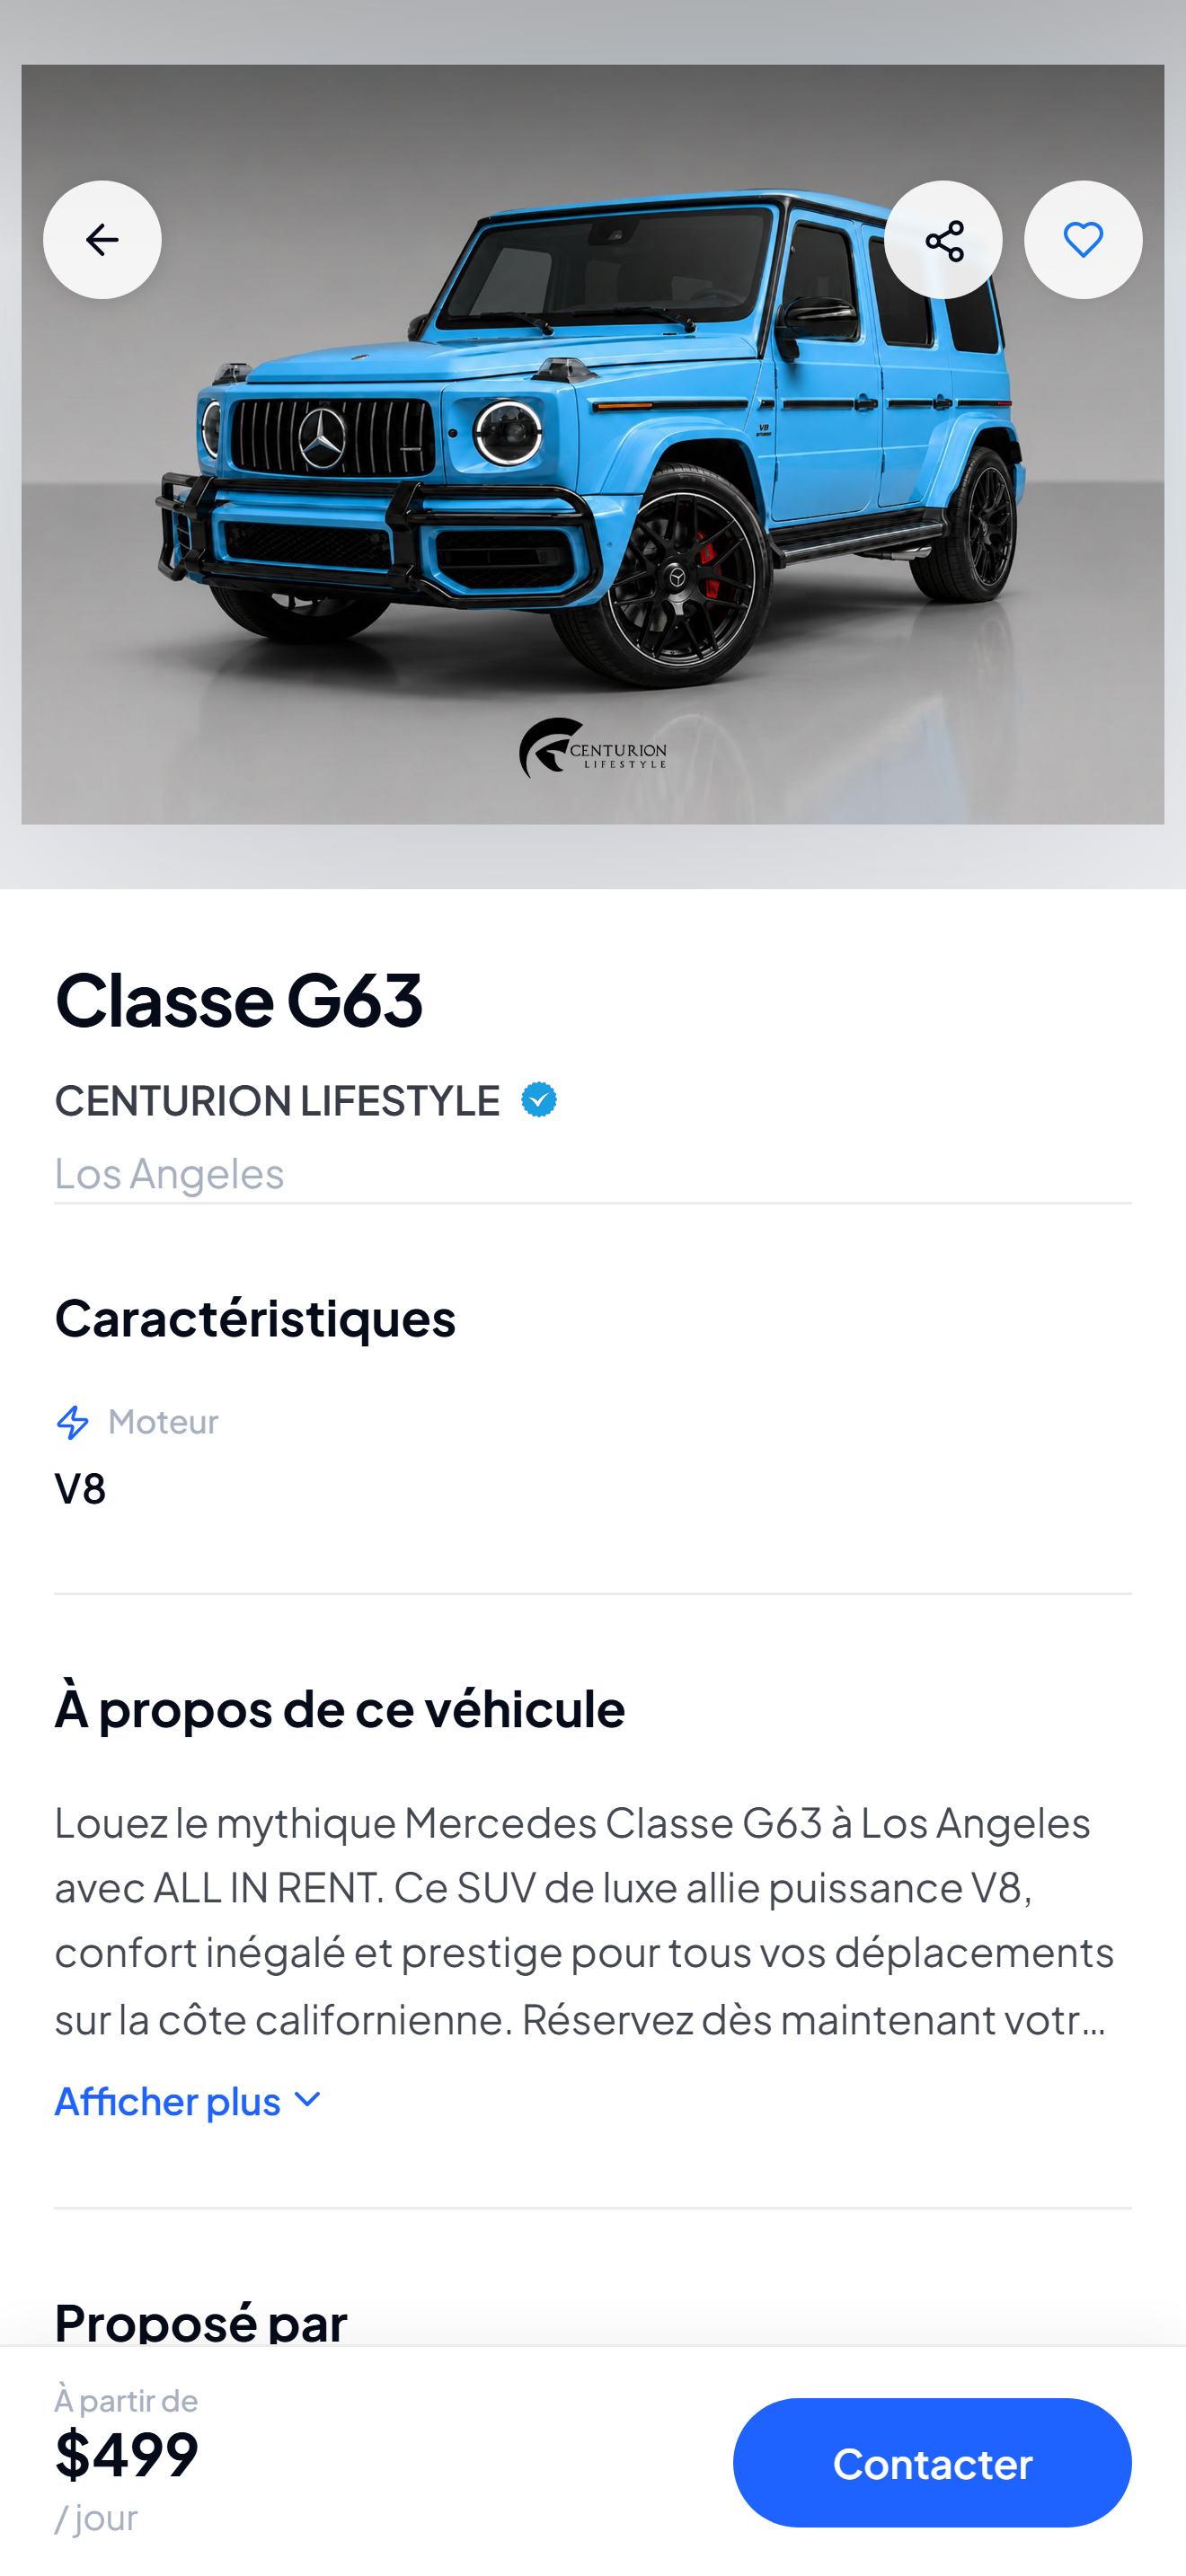 V8
BITURBO
CENTURION
LIFESTYLE
Classe G63
CENTURION LIFESTYLE
Los Angeles
Caractéristiques
Moteur
V8
À propos de ce véhicule
Louez le mythique Mercedes Classe G63 à Los Angeles
avec ALL IN RENT. Ce SUV de luxe allie puissance V8,
confort inégalé et prestige pour tous vos déplacements
sur la côte californienne. Réservez dès maintenant votr...
Afficher plus
Proposé par
À partir de
$499
/ jour
Contacter